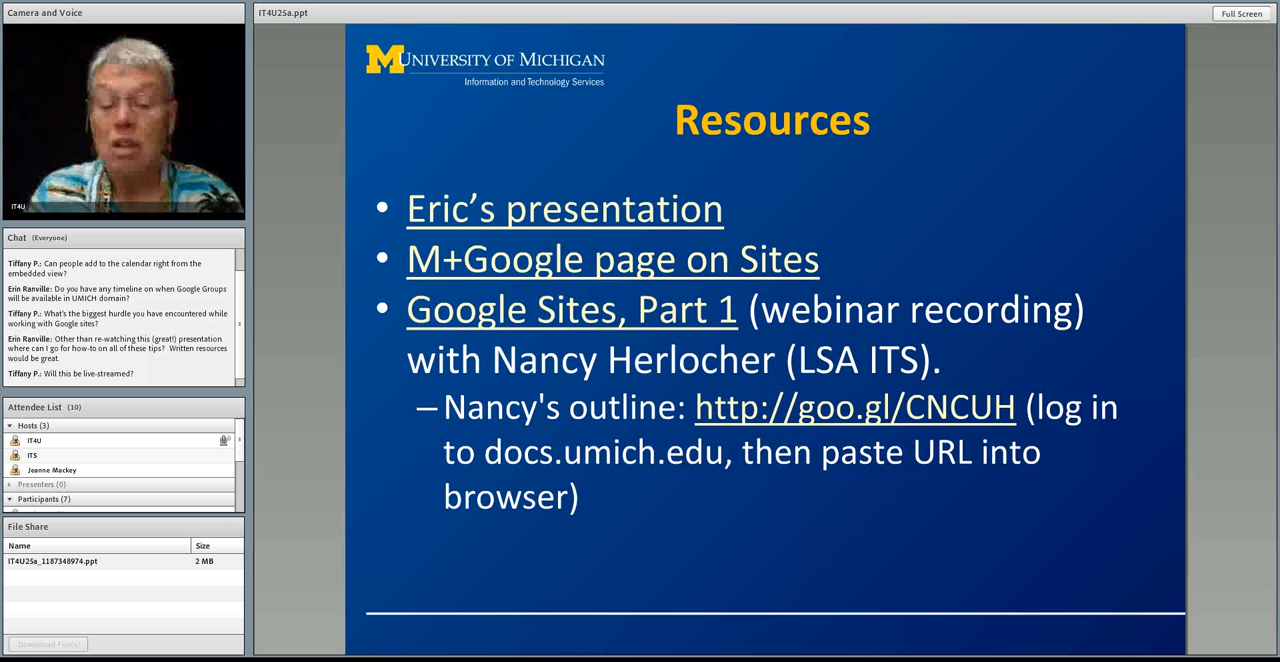 Camera and Voice
IT4U
Chat (Everyone)
Tiffany P.: Can people add to the calendar right from the
embedded view?
Erin Ranville: Do you have any timeline on when Google Groups
will be available in UMICH domain?
Tiffany P.: What's the biggest hurdle you have encountered while
working with Google sites?
Erin Ranville: Other than re-watching this (great!) presentation
where can I go for how-to on all of these tips?  Written resources
would be great.
Tiffany P.: Will this be live-streamed?
Attendee List (10)
Hosts (3)
IT4U
ITS
Jeanne Mackey
Presenters (0)
Participants (7)
File Share
Name Size
IT4U25a_1187348974.ppt 2 MB
Download File(s)
IT4U25a.ppt
Full Screen
M UNIVERSITY OF MICHIGAN
Information and Technology Services
Resources
• Eric’s presentation
• M+Google page on Sites
• Google Sites, Part 1 (webinar recording)
with Nancy Herlocher (LSA ITS).
– Nancy's outline: http://goo.gl/CNCUH (log in
to docs.umich.edu, then paste URL into
browser)